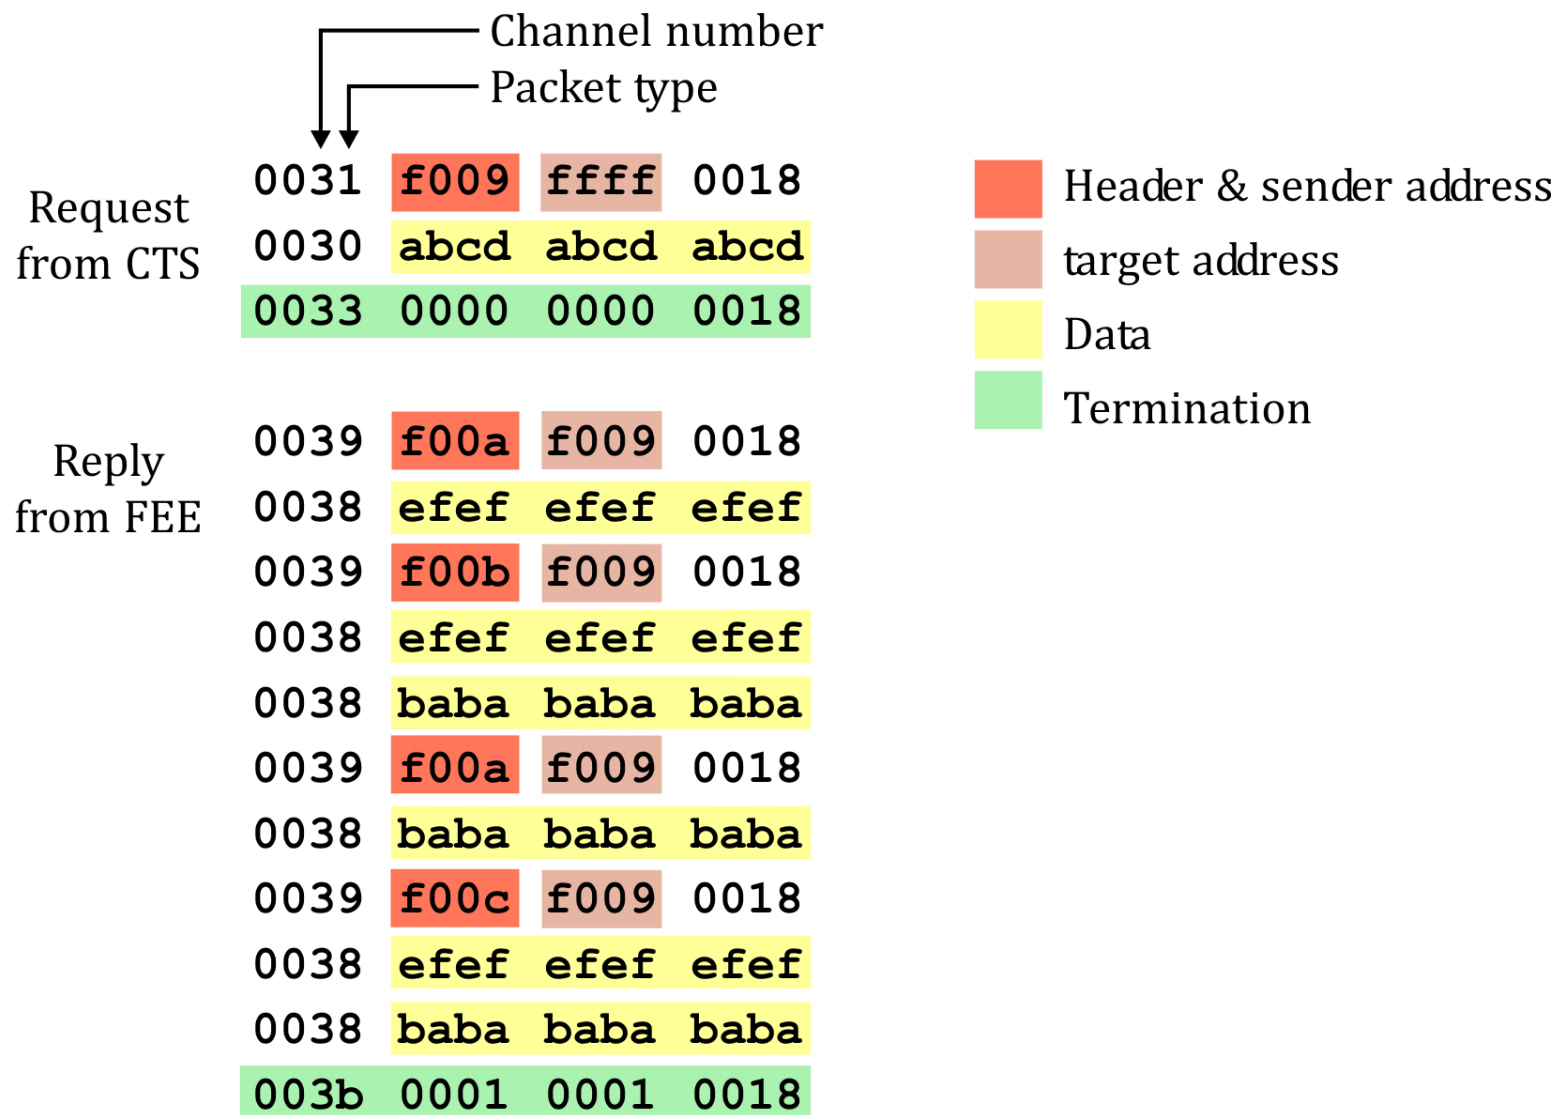 Channel number
Packet type
Request
from CTS
0031 f009 ffff 0018
0030 abcd abcd abcd
0033 0000 0000 0018
Reply
from FEE
0039 f00a f009 0018
0038 efef efef efef
0039 f00b f009 0018
0038 efef efef efef
0038 baba baba baba
0039 f00a f009 0018
0038 baba baba baba
0039 f00c f009 0018
0038 efef efef efef
0038 baba baba baba
003b 0001 0001 0018
Header & sender address
target address
Data
Termination